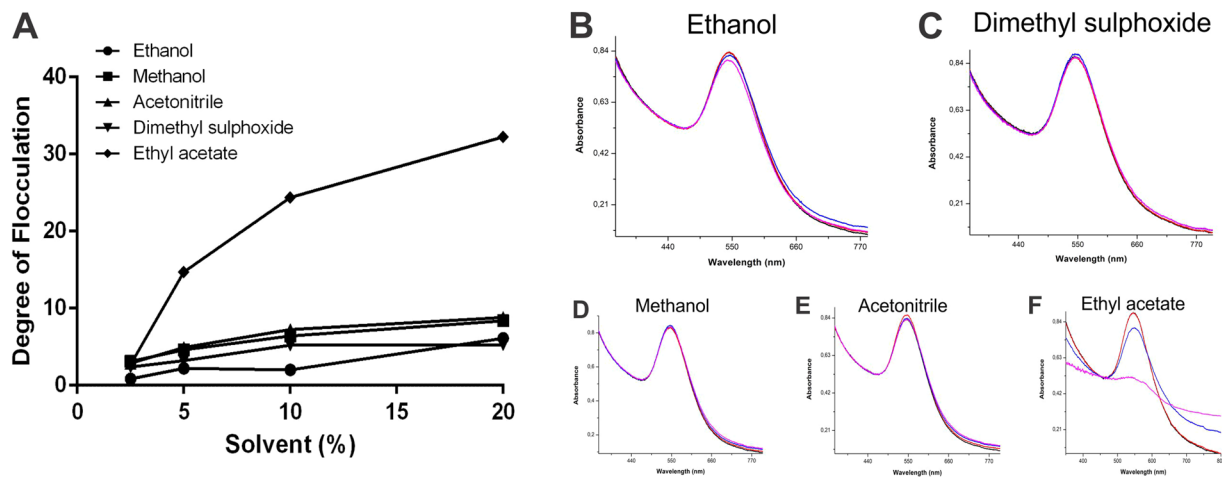 A
Ethanol
Methanol
Acetonitrile
Dimethyl sulphoxide
Ethyl acetate
40
30
20
10
0
Degree of Flocculation
0
5
10
15
20
Solvent (%)
B
Ethanol
0,84
0,63
0,42
0,21
Absorbance
440
550
660
770
Wavelength (nm)
C
Dimethyl sulphoxide
0,84
0,63
0,42
0,21
Absorbance
440
550
660
770
Wavelength (nm)
D
Methanol
0,8
0,6
0,4
0,2
Absorbance
440
550
660
770
Wavelength (nm)
E
Acetonitrile
0,84
0,63
0,42
0,21
Absorbance
440
550
660
770
Wavelength (nm)
F
Ethyl acetate
0,84
0,63
0,42
0,21
Absorbance
400
500
600
700
800
Wavelength (nm)